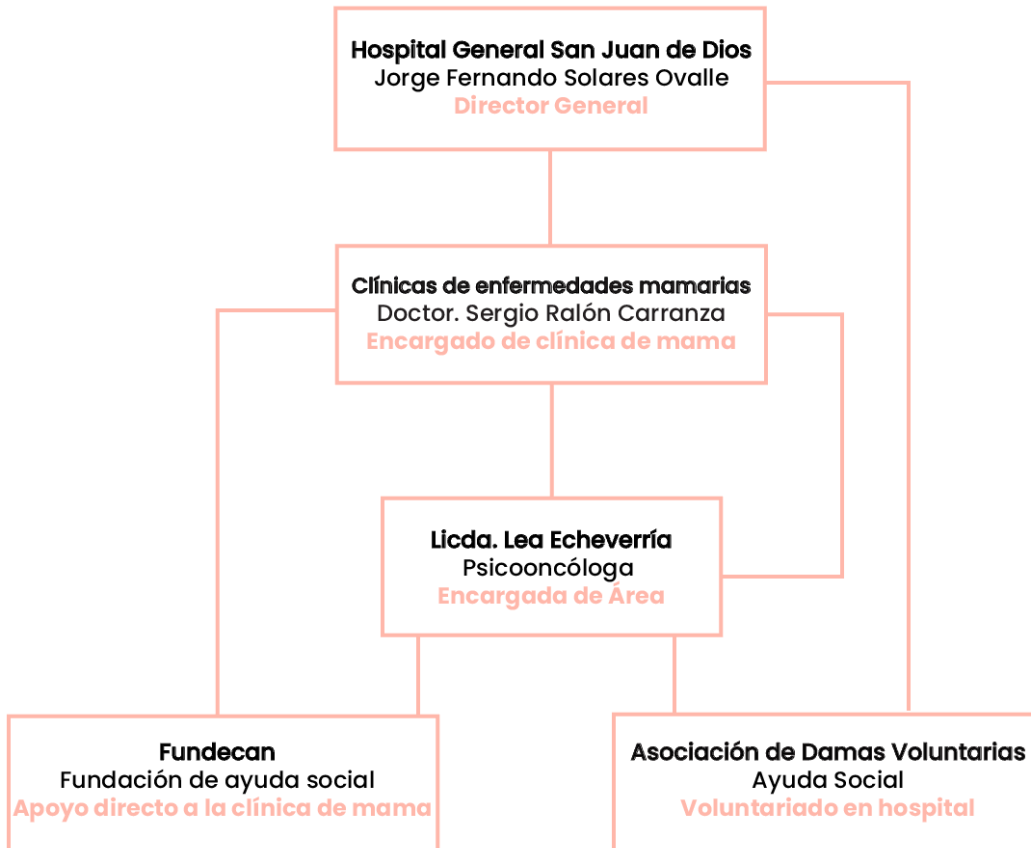 Hospital General San Juan de Dios
Jorge Fernando Solares Ovalle
Director General
Clínicas de enfermedades mamarias
Doctor. Sergio Ralón Carranza
Encargado de clínica de mama
Licda. Lea Echeverría
Psicooncóloga
Encargada de Área
Fundecan
Fundación de ayuda social
Apoyo directo a la clínica de mama
Asociación de Damas Voluntarias
Ayuda Social
Voluntariado en hospital